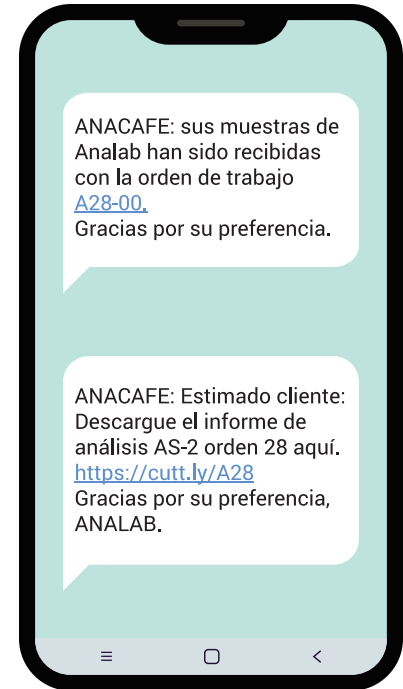 ANACAFE: sus muestras de
Analab han sido recibidas
con la orden de trabajo
A28-00.
Gracias por su preferencia.
ANACAFE: Estimado cliente:
Descargue el informe de
análisis AS-2 orden 28 aquí.
https://cutt.ly/A28
Gracias por su preferencia,
ANALAB.